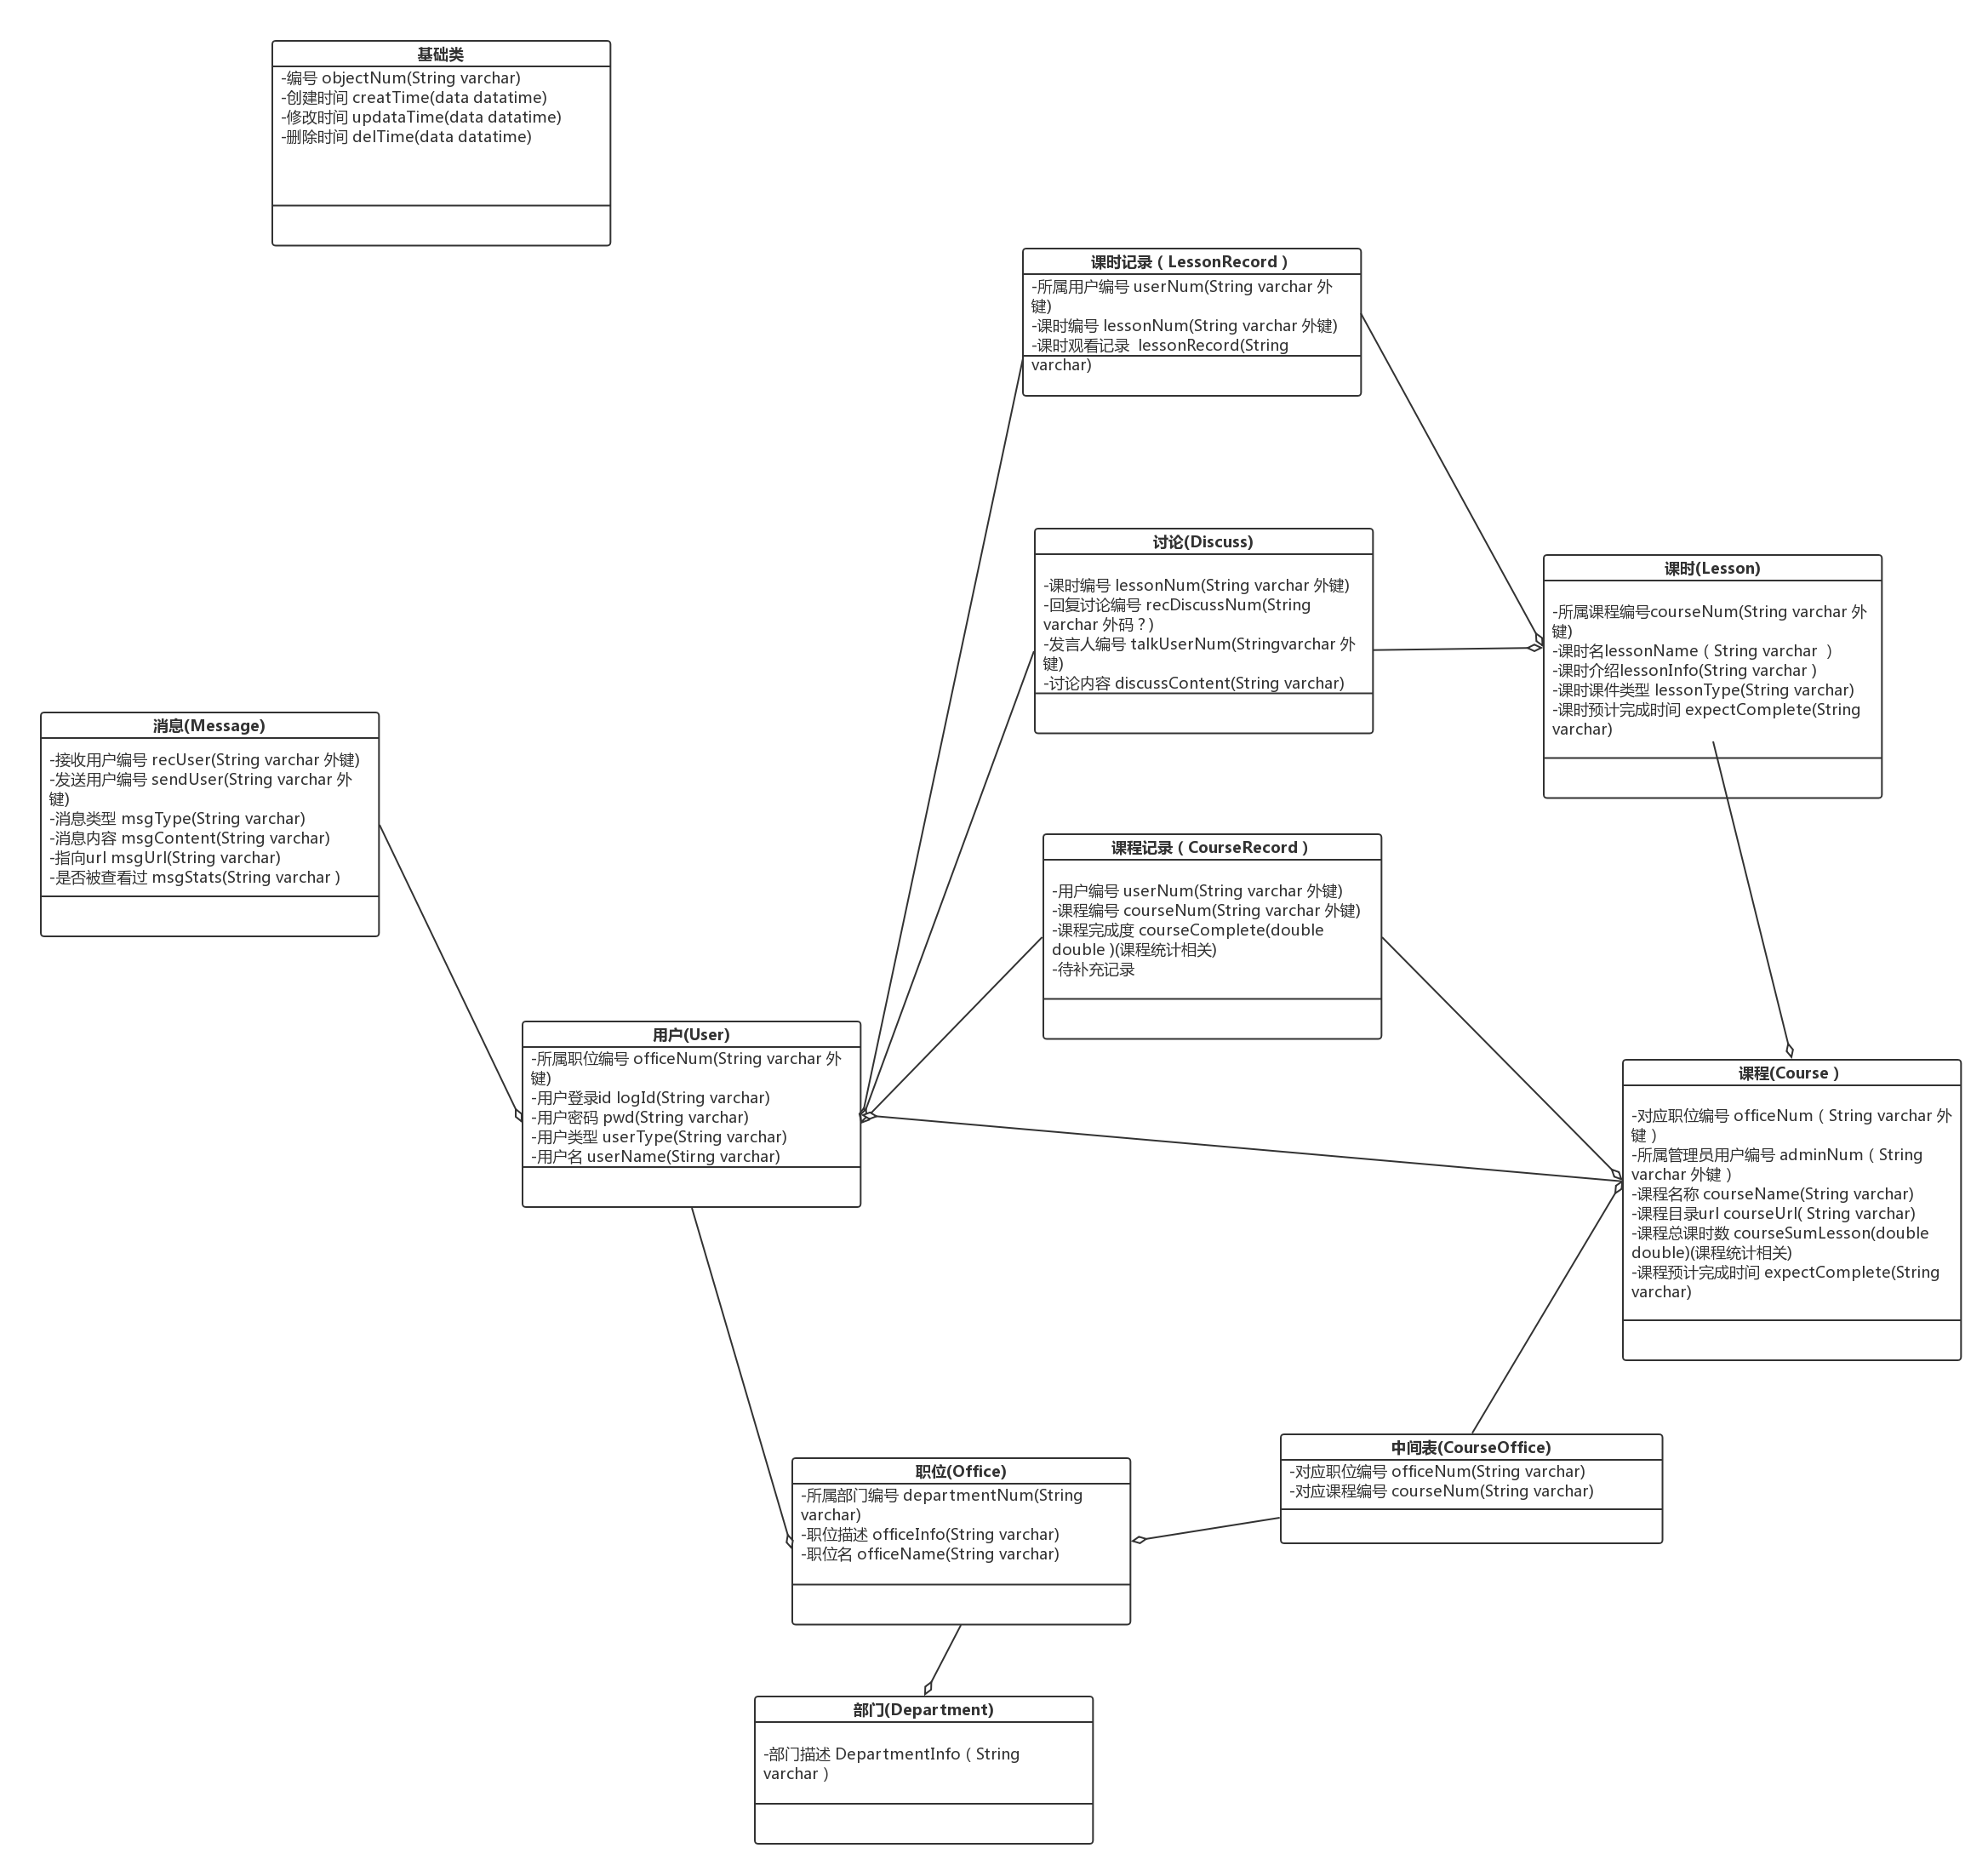 基础类
-编号 objectNum(String varchar)
-创建时间 creatTime(data datatime)
-修改时间 updataTime(data datatime)
-删除时间 delTime(data datatime)
课时记录（LessonRecord）
-所属用户编号 userNum(String varchar 外
键)
-课时编号 lessonNum(String varchar 外键)
-课时观看记录  lessonRecord(String
varchar)
讨论(Discuss)
-课时编号 lessonNum(String varchar 外键)
-回复讨论编号 recDiscussNum(String
varchar 外码？)
-发言人编号 talkUserNum(Stringvarchar 外
键)
-讨论内容 discussContent(String varchar)
课时(Lesson)
-所属课程编号courseNum(String varchar 外
键)
-课时名lessonName（String varchar ）
-课时介绍lessonInfo(String varchar）
-课时课件类型 lessonType(String varchar)
-课时预计完成时间 expectComplete(String
varchar)
消息(Message)
-接收用户编号 recUser(String varchar 外键)
-发送用户编号 sendUser(String varchar 外
键)
-消息类型 msgType(String varchar)
-消息内容 msgContent(String varchar)
-指向url msgUrl(String varchar)
-是否被查看过 msgStats(String varchar）
课程记录（CourseRecord）
-用户编号 userNum(String varchar 外键)
-课程编号 courseNum(String varchar 外键)
-课程完成度 courseComplete(double
double )(课程统计相关)
-待补充记录
用户(User)
-所属职位编号 officeNum(String varchar 外
键)
-用户登录id logId(String varchar)
-用户密码 pwd(String varchar)
-用户类型 userType(String varchar)
-用户名 userName(Stirng varchar)
课程(Course）
-对应职位编号 officeNum（String varchar 外
键）
-所属管理员用户编号 adminNum（String
varchar 外键）
-课程名称 courseName(String varchar)
-课程目录url courseUrl( String varchar)
-课程总课时数 courseSumLesson(double
double)(课程统计相关)
-课程预计完成时间 expectComplete(String
varchar)
中间表(CourseOffice)
-对应职位编号 officeNum(String varchar)
-对应课程编号 courseNum(String varchar)
职位(Office)
-所属部门编号 departmentNum(String
varchar)
-职位描述 officeInfo(String varchar)
-职位名 officeName(String varchar)
部门(Department)
-部门描述 DepartmentInfo（String
varchar）